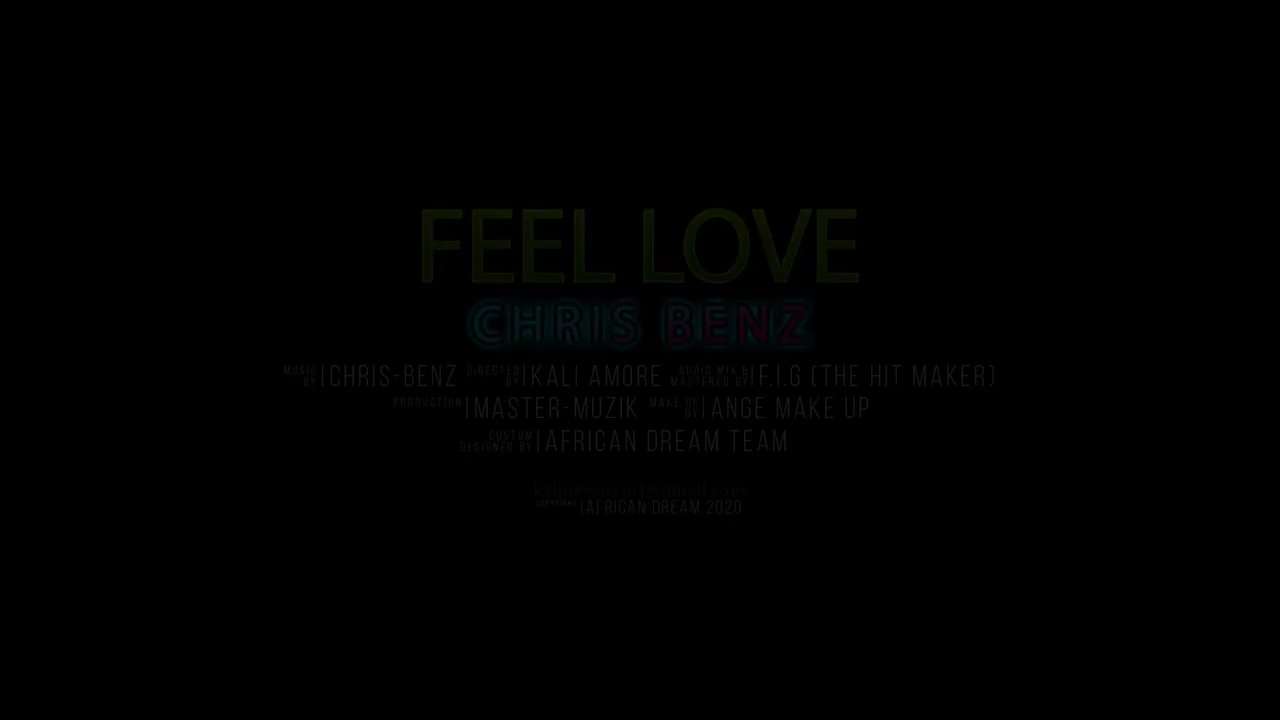 FEEL LOVE
CHRIS BENZ
MUSIC BY | CHRIS-BENZ DIRECTED BY | KALI AMORE AUDIO MIX & MASTERED BY | F.I.G (THE HIT MAKER)
PRODUCTION | MASTER-MUZIK MAKE UP BY | ANGE MAKE UP
COSTUM DESIGNED BY | AFRICAN DREAM TEAM
COPYRIGHT | AFRICAN DREAM 2020